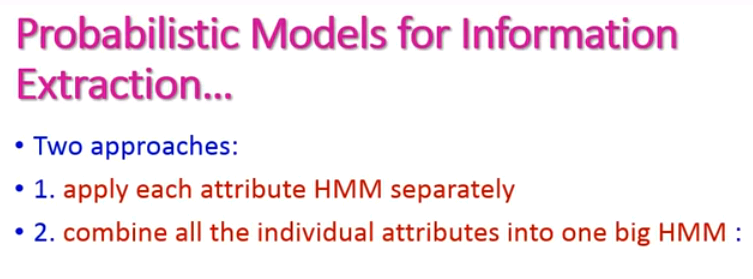 Probabilistic Models for Information
Extraction...
• Two approaches:
• 1. apply each attribute HMM separately
• 2. combine all the individual attributes into one big HMM :